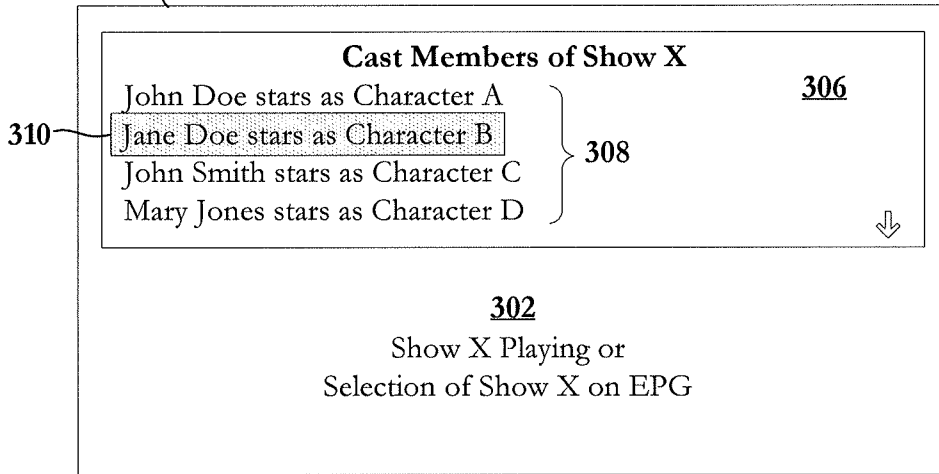 Cast Members of Show X
306
John Doe stars as Character A
310
Jane Doe stars as Character B
308
John Smith stars as Character C
Mary Jones stars as Character D
302
Show X Playing or
Selection of Show X on EPG